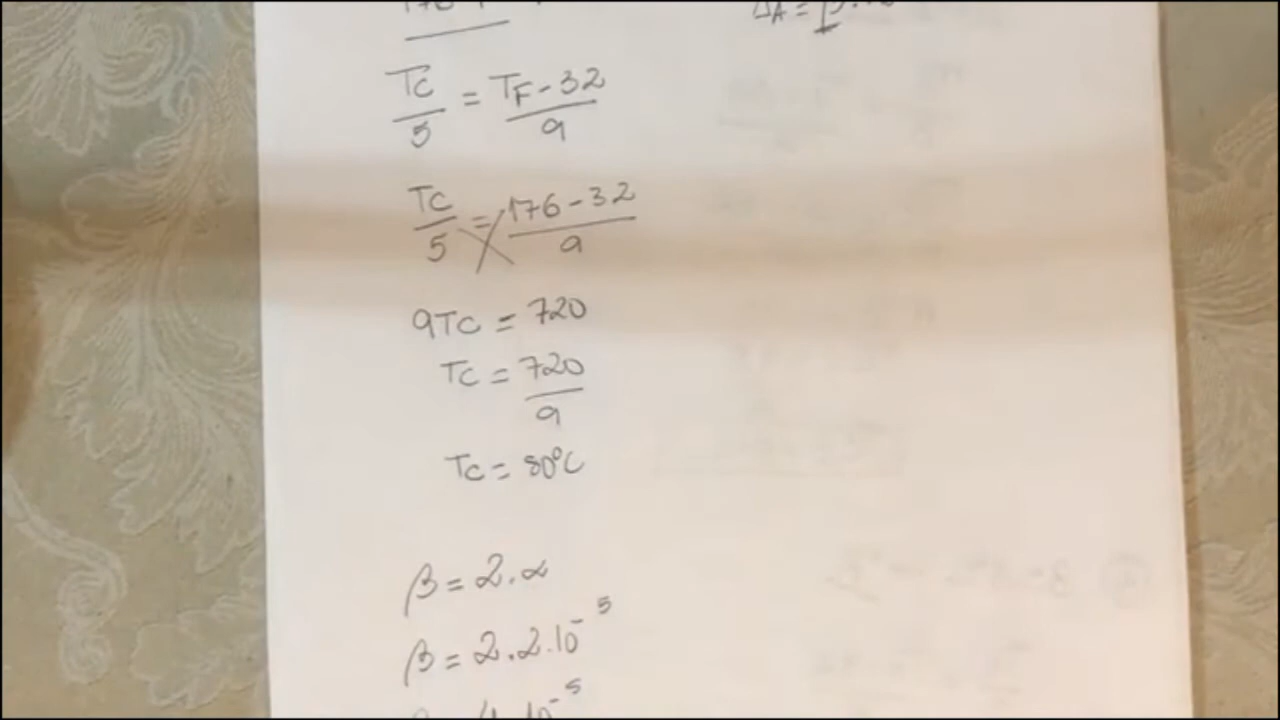 Tc/5 = TF - 32/9
Tc/5 = 176 - 32/9
9Tc = 720
Tc = 720/9
Tc = 80°C
β = 2.α
β = 2.2.10⁻⁵